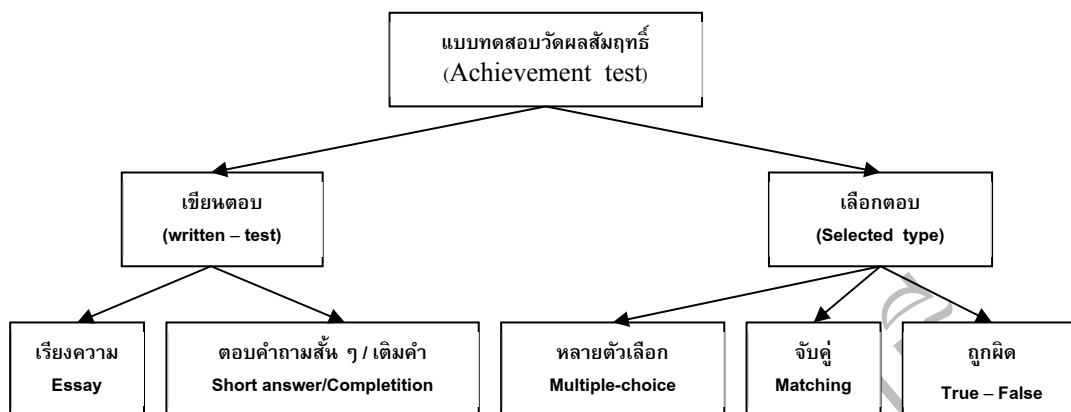 แบบทดสอบวัดผลสัมฤทธิ์
(Achievement test)
เขียนตอบ
(written – test)
เลือกตอบ
(Selected type)
เรียงความ
Essay
ตอบคำถามสั้น ๆ / เติมคำ
Short answer/Completition
หลายตัวเลือก
Multiple-choice
จับคู่
Matching
ถูกผิด
True – False